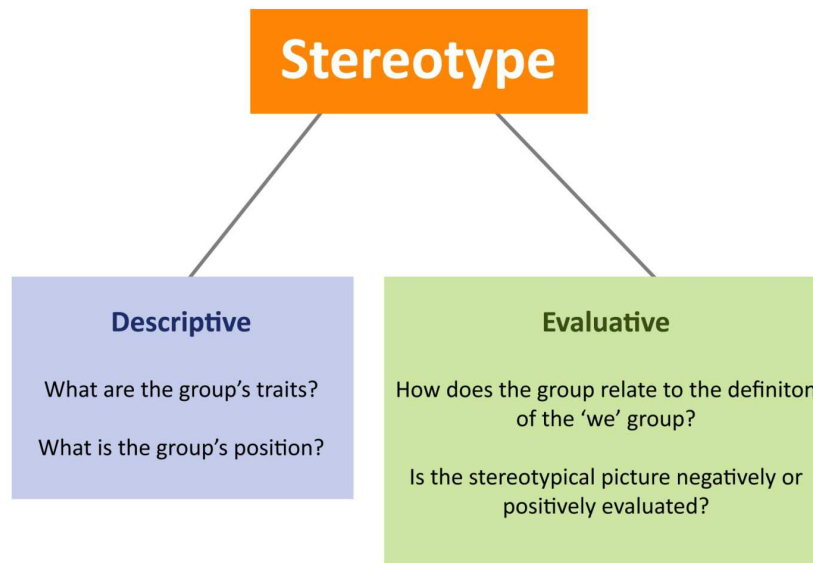 Stereotype
Descriptive
What are the group’s traits?
What is the group’s position?
Evaluative
How does the group relate to the definiton
of the ‘we’ group?
Is the stereotypical picture negatively or
positively evaluated?